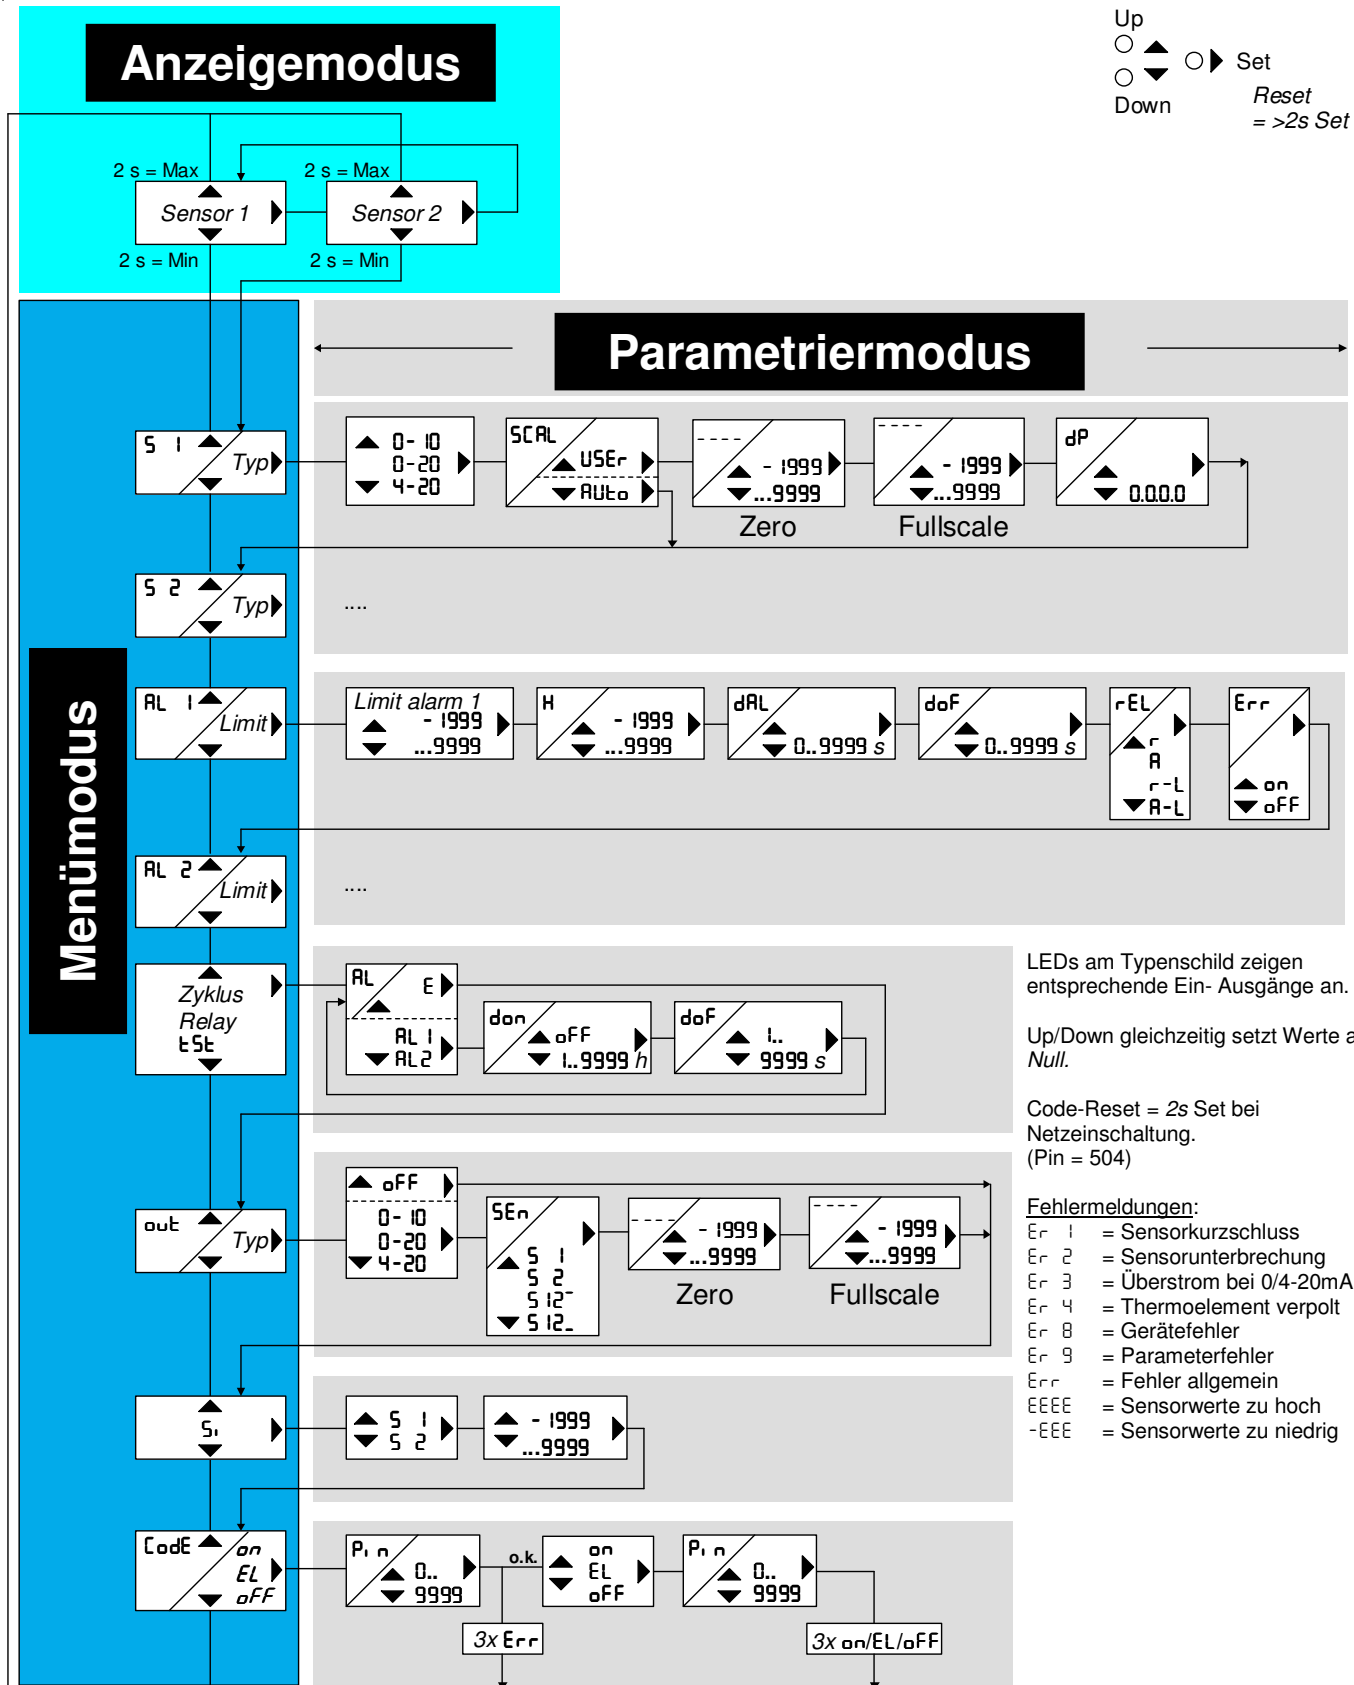 Up
Set
Down
Reset
= >2s Set
Anzeigemodus
2 s = Max
2 s = Max
Sensor 1
Sensor 2
2 s = Min
2 s = Min
Parametriermodus
Menümodus
S 1
Typ
0-10
0-20
4-20
SCAL
USEr
AUto
----
-1999
...9999
Zero
----
-1999
...9999
Fullscale
dP
0.0.0.0
S 2
Typ
....
AL 1
Limit
Limit alarm 1
-1999
...9999
H
-1999
...9999
dAL
0..9999 s
doF
0..9999 s
rEL
r
A
r-L
A-L
Err
on
oFF
AL 2
Limit
....
Zyklus
Relay
tSt
AL
E
AL1
AL2
don
oFF
1..9999 h
doF
1..
9999 s
LEDs am Typenschild zeigen
entsprechende Ein- Ausgänge an.
Up/Down gleichzeitig setzt Werte a
Null.
Code-Reset = 2s Set bei
Netzeinschaltung.
(Pin = 504)
out
Typ
oFF
0-10
0-20
4-20
SEn
S 1
S 2
S12¯
S12_
----
-1999
...9999
Zero
----
-1999
...9999
Fullscale
Fehlermeldungen:
Er 1 = Sensorkurzschluss
Er 2 = Sensorunterbrechung
Er 3 = Überstrom bei 0/4-20mA
Er 4 = Thermoelement verpolt
Er 8 = Gerätefehler
Er 9 = Parameterfehler
Err = Fehler allgemein
EEEE = Sensorwerte zu hoch
-EEE = Sensorwerte zu niedrig
Si
S 1
S 2
-1999
...9999
CodE
on
EL
oFF
Pin
0..
9999
o.k.
on
EL
oFF
Pin
0..
9999
3x Err
3x on/EL/oFF